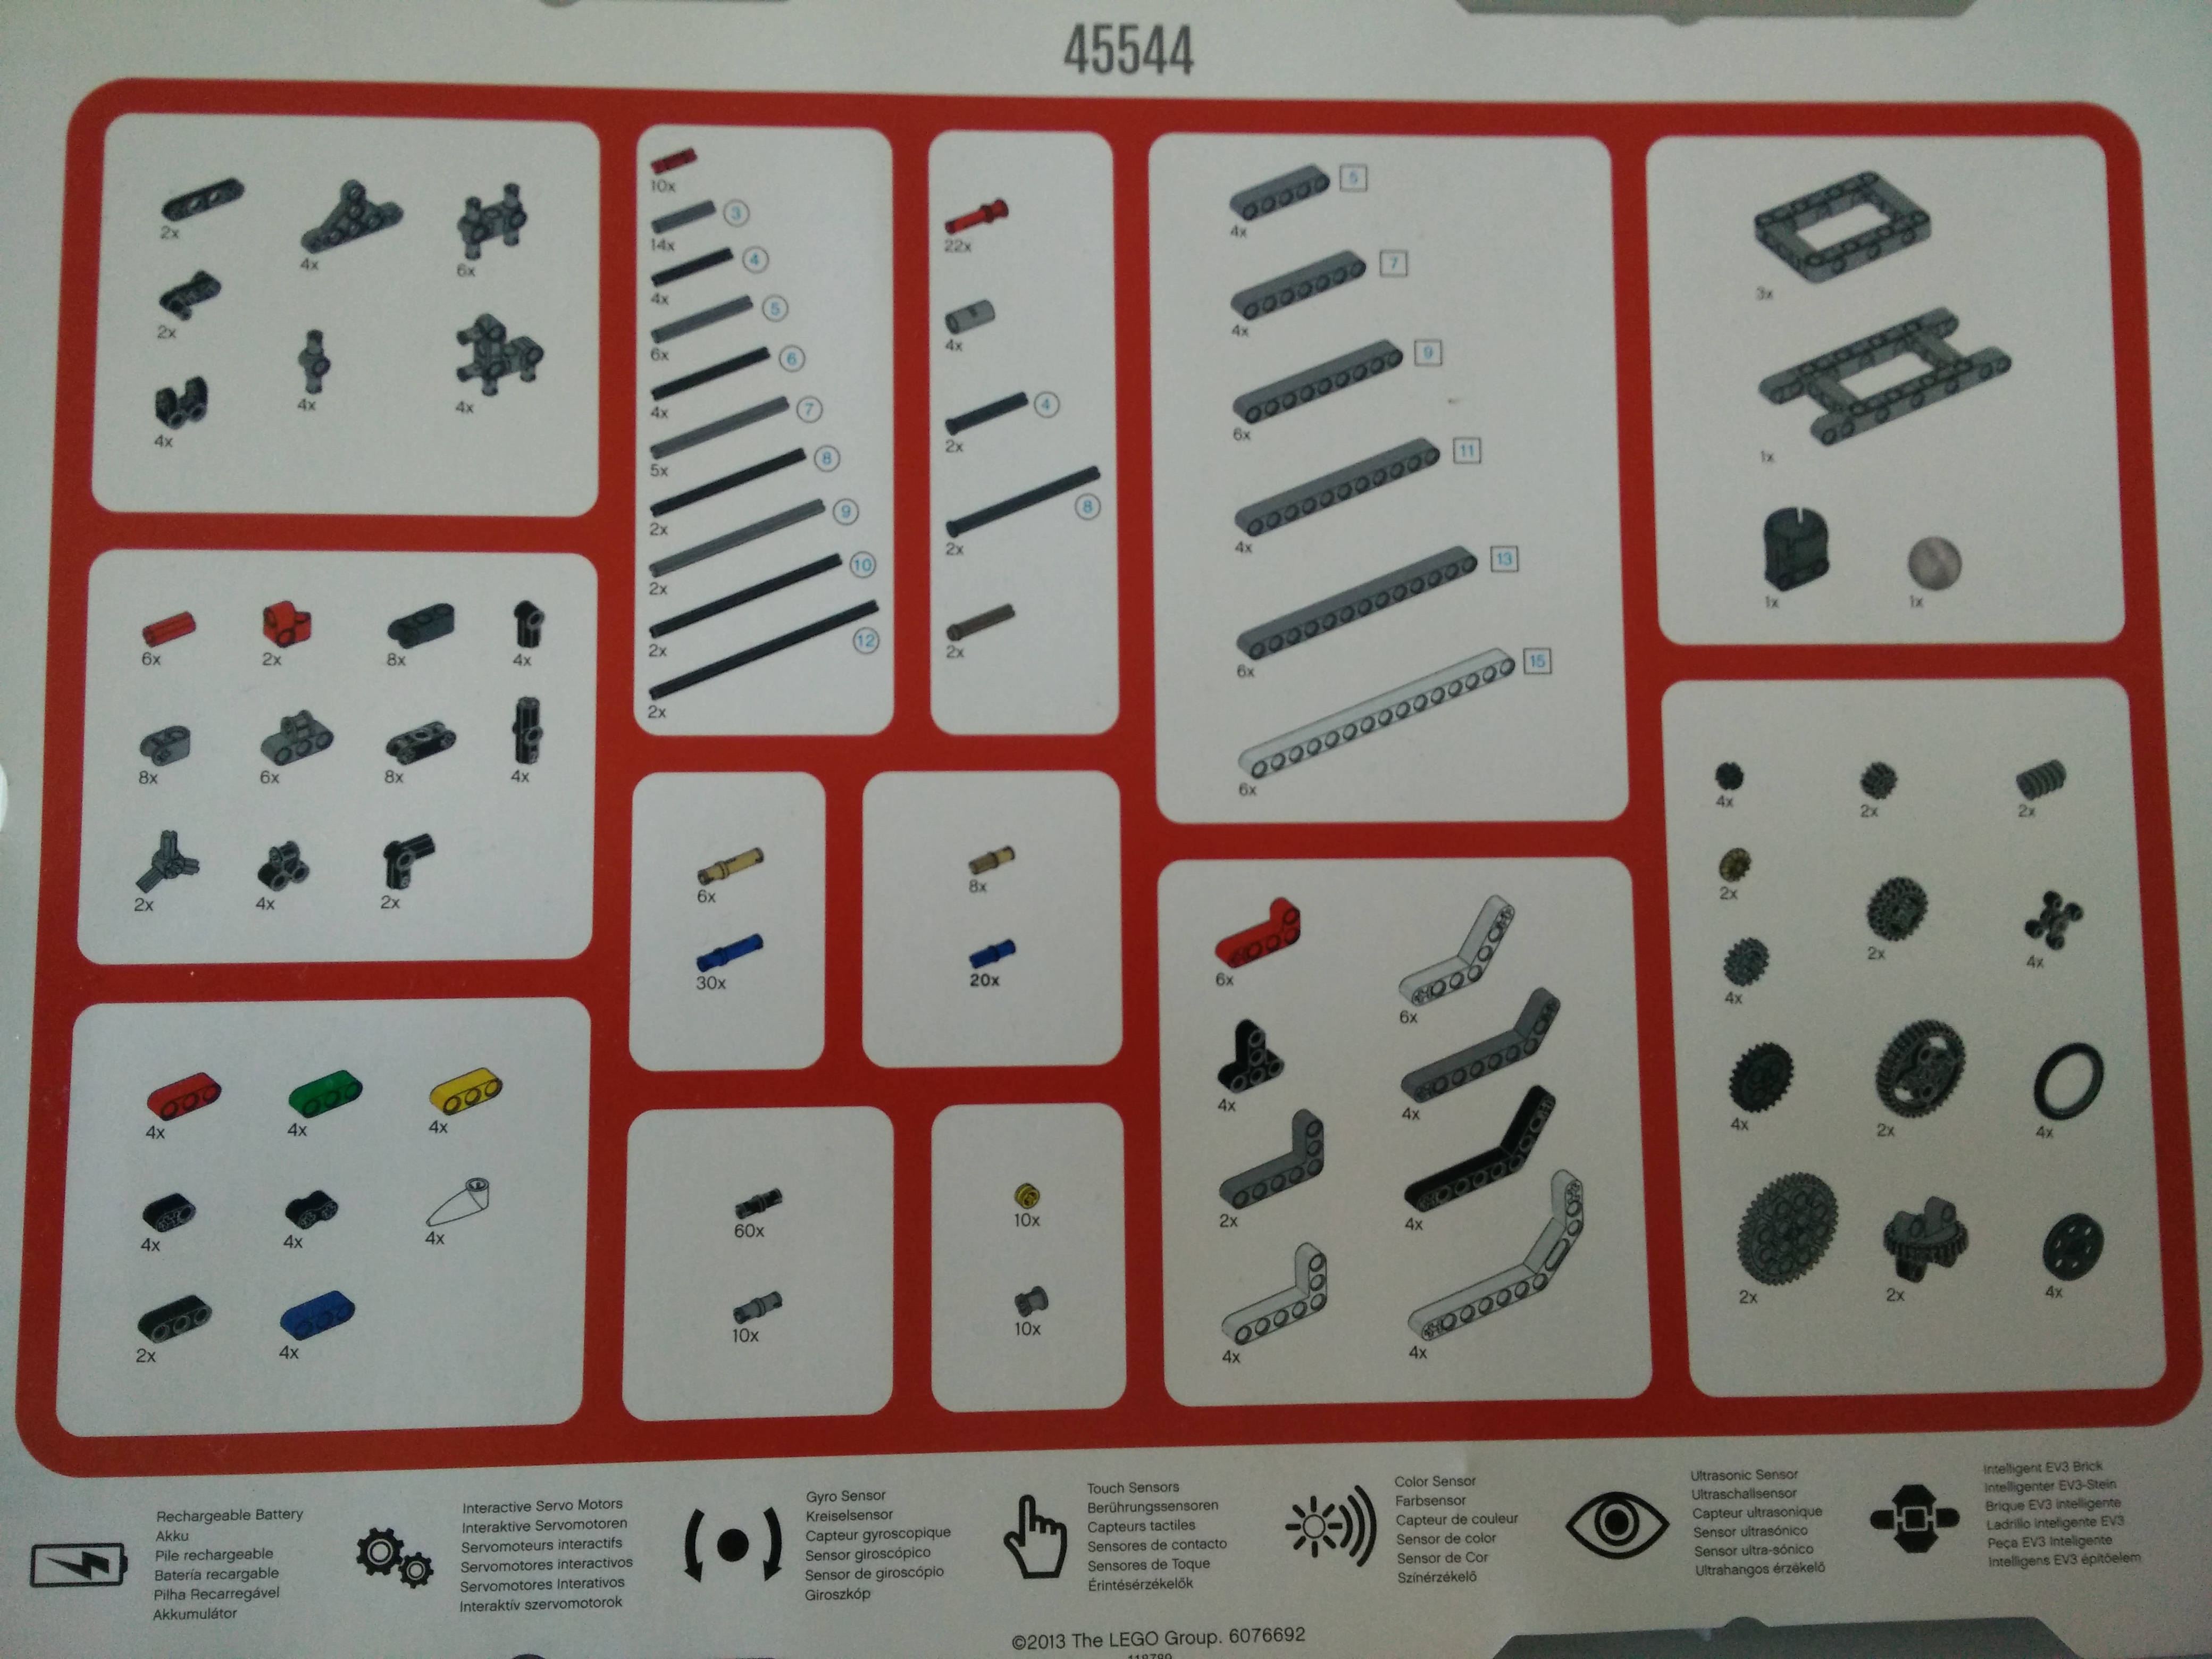 45544
2x
4x
6x
2x
4x
4x
4x
6x
2x
8x
4x
8x
6x
8x
4x
2x
4x
2x
4x
4x
4x
4x
4x
4x
2x
4x
10x
3
14x
4
4x
5
6x
6
4x
7
5x
8
2x
9
2x
10
2x
12
2x
22x
4x
4
2x
8
2x
2x
6x
30x
8x
20x
60x
10x
10x
10x
5
4x
7
4x
9
6x
11
4x
13
6x
15
6x
6x
6x
4x
4x
2x
4x
4x
4x
3x
1x
1x
1x
4x
2x
2x
2x
2x
4x
4x
4x
2x
4x
2x
2x
4x
Rechargeable Battery
Akku
Pile rechargeable
Batería recargable
Pilha Recarregável
Akkumulátor
Interactive Servo Motors
Interaktive Servomotoren
Servomoteurs interactifs
Servomotores interactivos
Servomotores Interativos
Interaktív szervomotorok
Gyro Sensor
Kreiselsensor
Capteur gyroscopique
Sensor giroscópico
Sensor de giroscópio
Giroszkóp
Touch Sensors
Berührungssensoren
Capteurs tactiles
Sensores de contacto
Sensores de Toque
Érintésérzékelők
Color Sensor
Farbsensor
Capteur de couleur
Sensor de color
Sensor de Cor
Színérzékelő
Ultrasonic Sensor
Ultraschallsensor
Capteur ultrasonique
Sensor ultrasónico
Sensor ultra-sónico
Ultrahangos érzékelő
Intelligent EV3 Brick
Intelligenter EV3-Stein
Brique EV3 intelligente
Ladrillo inteligente EV3
Peça EV3 Inteligente
Intelligens EV3 építőelem
©2013 The LEGO Group. 6076692